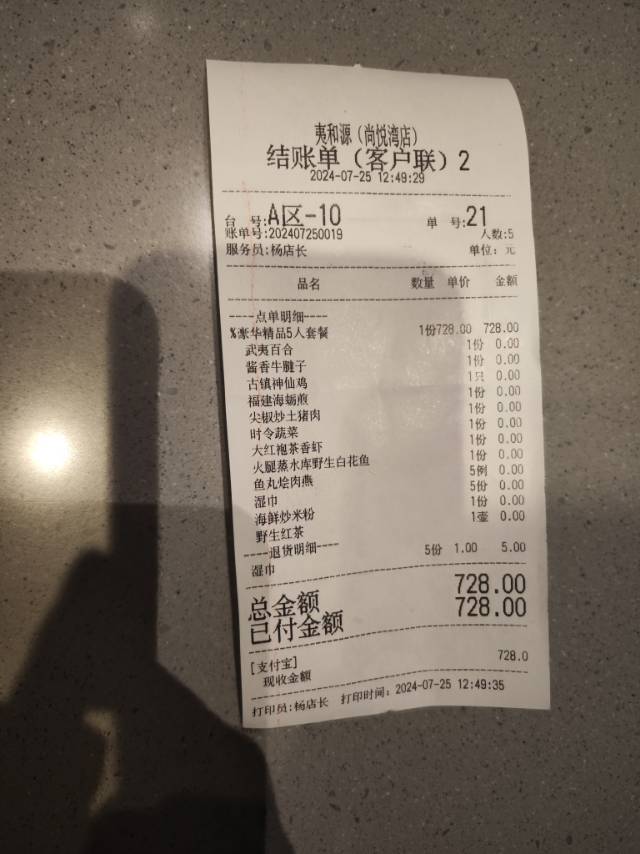 夷和源（尚悦湾店）
结账单（客户联）2
2024-07-25 12:49:29
台 号:A区-10 单 号:21
账单号:202407250019 人数:5
服务员:杨店长 单位：元
品名 数量 单价 金额
----点单明细----
%豪华精品5人套餐 1份728.00 728.00
武夷百合 1份 0.00
酱香牛腱子 1份 0.00
古镇神仙鸡 1只 0.00
福建海蛎煎 1份 0.00
尖椒炒土猪肉 1份 0.00
时令蔬菜 1份 0.00
大红袍茶香虾 1份 0.00
火腿蒸水库野生白花鱼 1份 0.00
鱼丸烩肉燕 5例 0.00
湿巾 5份 0.00
海鲜炒米粉 1份 0.00
野生红茶 1壶 0.00
----退货明细----
湿巾 5份 1.00 5.00
总金额 728.00
已付金额 728.00
[支付宝] 728.0
现收金额
打印员:杨店长 打印时间：2024-07-25 12:49:35